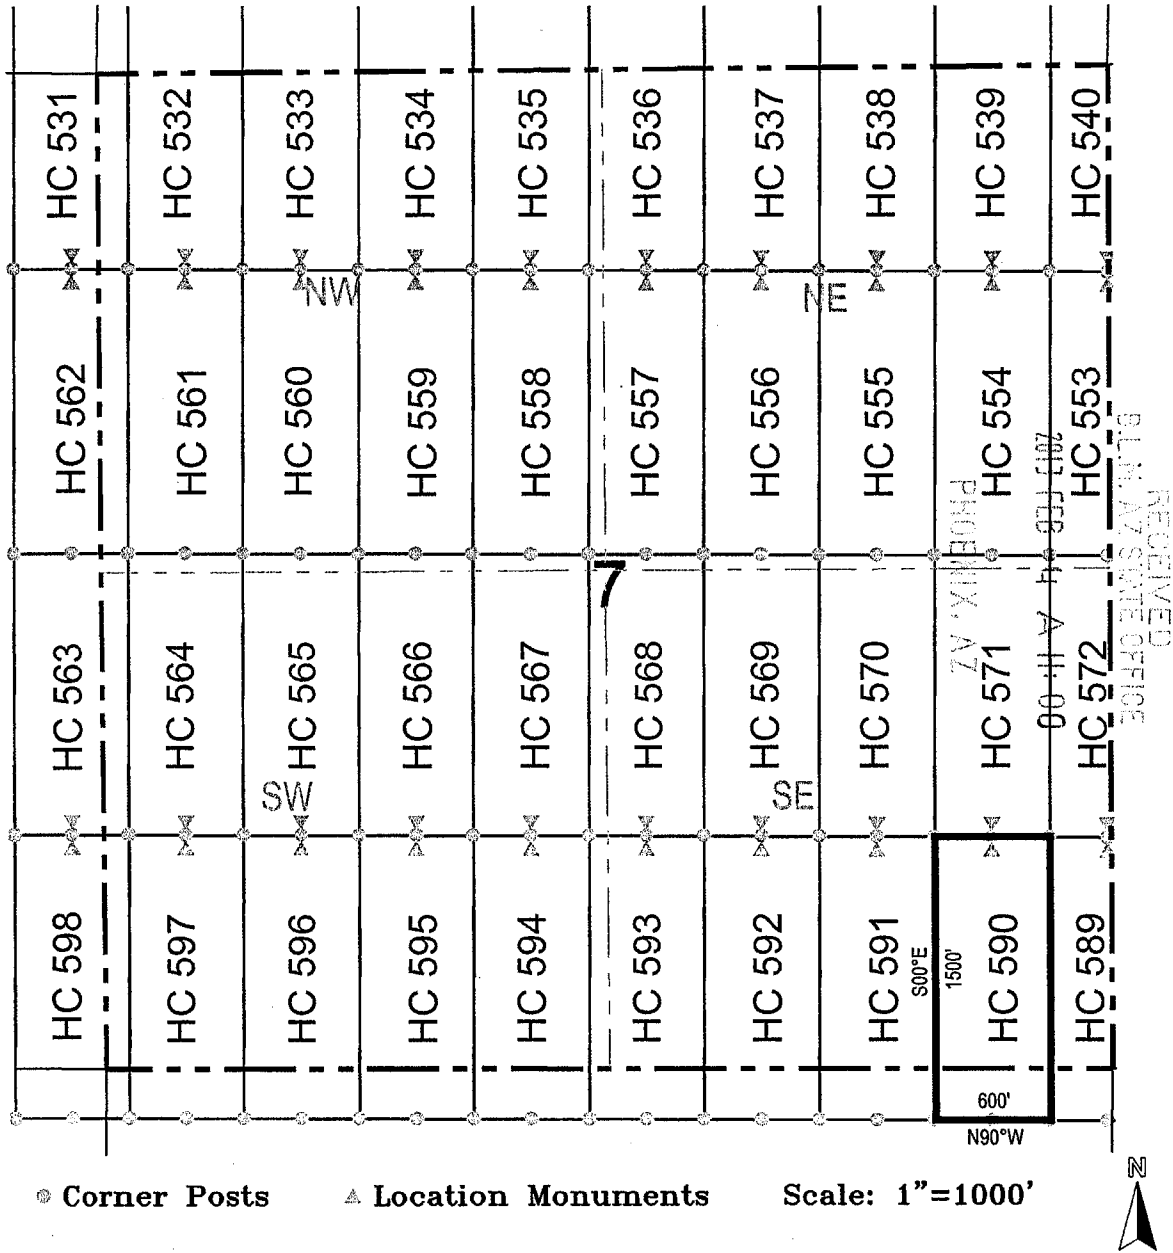 HC 531 HC 532 HC 533 HC 534 HC 535 HC 536 HC 537 HC 538 HC 539 HC 540
NW NE
HC 562 HC 561 HC 560 HC 559 HC 558 HC 557 HC 556 HC 555 HC 554 HC 553
RECEIVED
B.L.M. AZ STATE OFFICE
A 11:00
PHOENIX, AZ
7
HC 563 HC 564 HC 565 HC 566 HC 567 HC 568 HC 569 HC 570 HC 571 HC 572
SW SE
HC 598 HC 597 HC 596 HC 595 HC 594 HC 593 HC 592 HC 591 HC 590 HC 589
S00°E
1500'
600'
N90°W
Corner Posts Location Monuments Scale: 1"=1000'
N